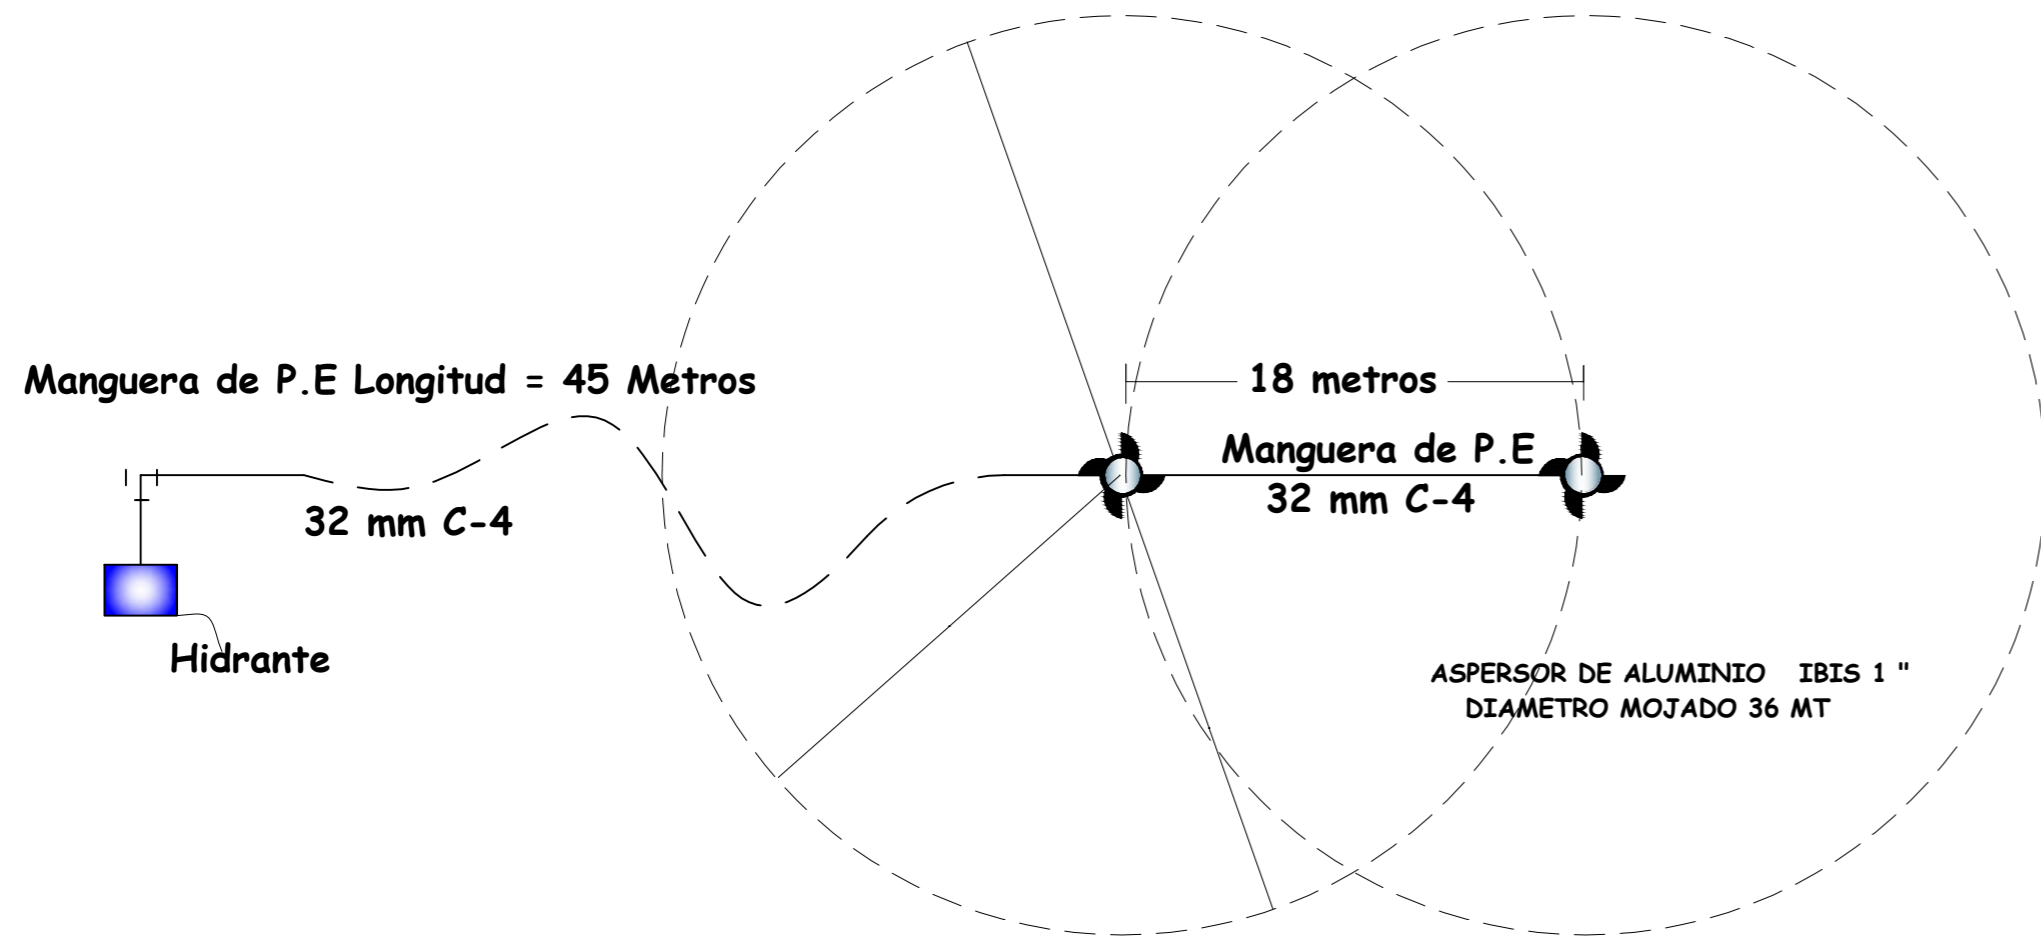 Manguera de P.E Longitud = 45 Metros
32 mm C-4
Hidrante
18 metros
Manguera de P.E
32 mm C-4
ASPERSOR DE ALUMINIO IBIS 1 "
DIAMETRO MOJADO 36 MT